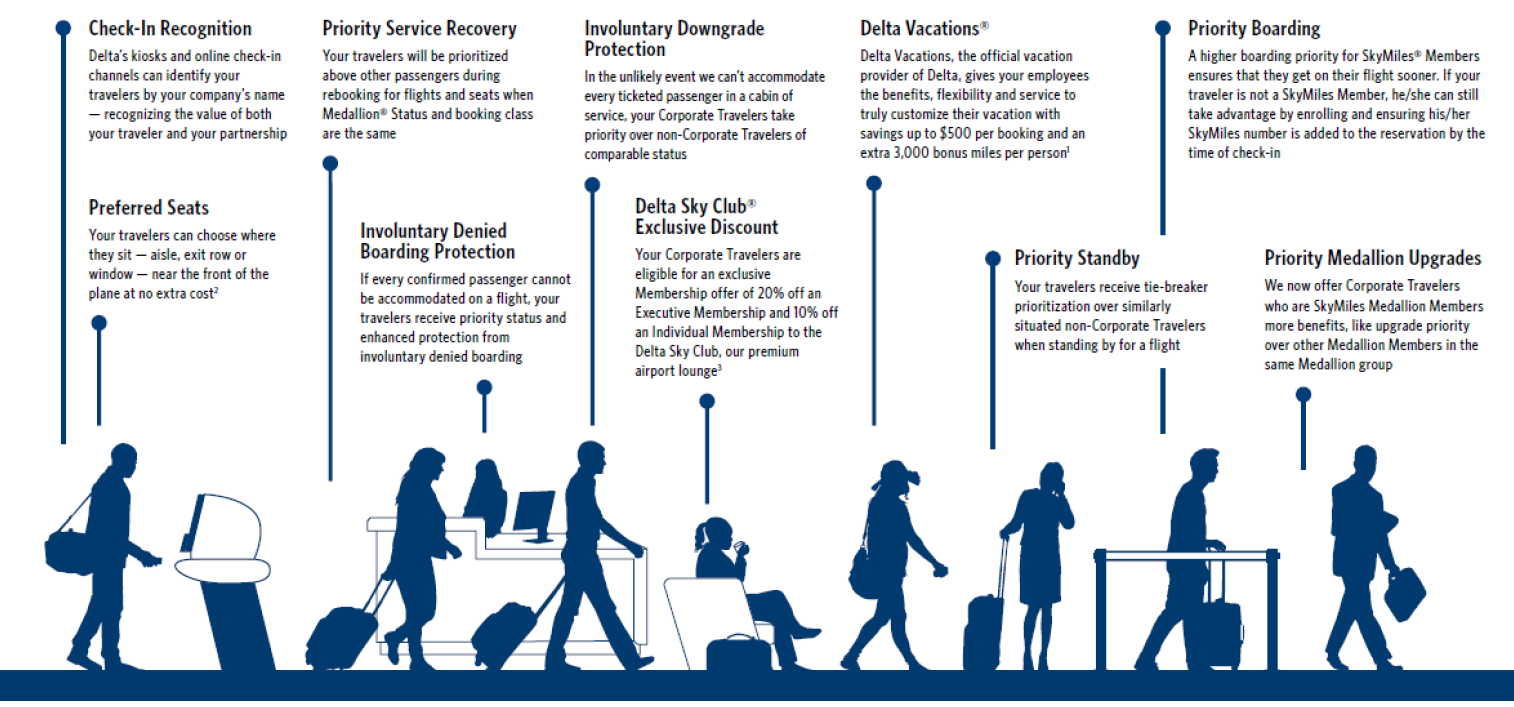 Check-In Recognition
Delta's kiosks and online check-in
channels can identify your
travelers by your company's name
— recognizing the value of both
your traveler and your partnership
Priority Service Recovery
Your travelers will be prioritized
above other passengers during
rebooking for flights and seats when
Medallion® Status and booking class
are the same
Involuntary Downgrade
Protection
In the unlikely event we can't accommodate
every ticketed passenger in a cabin of
service, your Corporate Travelers take
priority over non-Corporate Travelers of
comparable status
Delta Vacations®
Delta Vacations, the official vacation
provider of Delta, gives your employees
the benefits, flexibility and service to
truly customize their vacation with
savings up to $500 per booking and an
extra 3,000 bonus miles per person¹
Priority Boarding
A higher boarding priority for SkyMiles® Members
ensures that they get on their flight sooner. If your
traveler is not a SkyMiles Member, he/she can still
take advantage by enrolling and ensuring his/her
SkyMiles number is added to the reservation by the
time of check-in
Preferred Seats
Your travelers can choose where
they sit — aisle, exit row or
window — near the front of the
plane at no extra cost²
Involuntary Denied
Boarding Protection
If every confirmed passenger cannot
be accommodated on a flight, your
travelers receive priority status and
enhanced protection from
involuntary denied boarding
Delta Sky Club®
Exclusive Discount
Your Corporate Travelers are
eligible for an exclusive
Membership offer of 20% off an
Executive Membership and 10% off
an Individual Membership to the
Delta Sky Club, our premium
airport lounge³
Priority Standby
Your travelers receive tie-breaker
prioritization over similarly
situated non-Corporate Travelers
when standing by for a flight
Priority Medallion Upgrades
We now offer Corporate Travelers
who are SkyMiles Medallion Members
more benefits, like upgrade priority
over other Medallion Members in the
same Medallion group